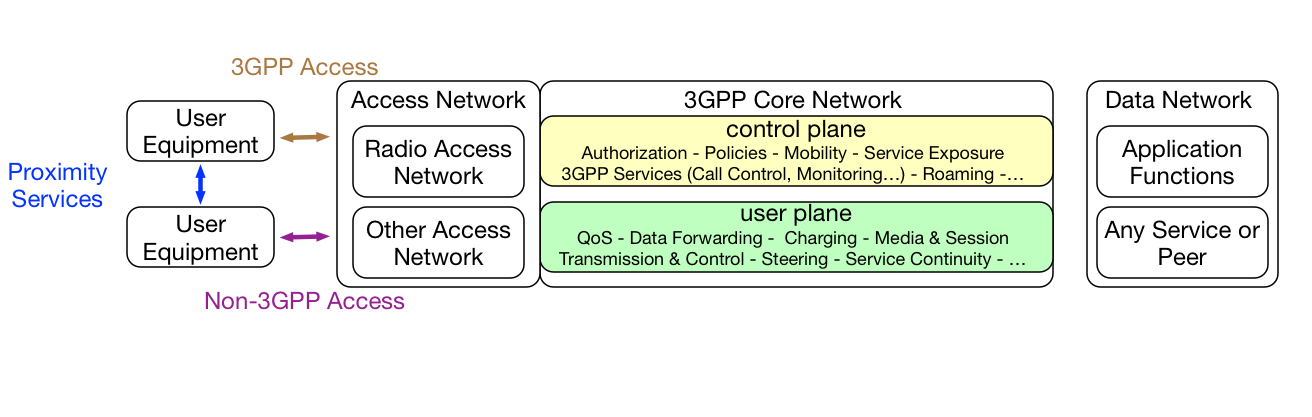 3GPP Access
User
Equipment
Proximity
Services
User
Equipment
Non-3GPP Access
Access Network
Radio Access
Network
Other Access
Network
3GPP Core Network
control plane
Authorization - Policies - Mobility - Service Exposure
3GPP Services (Call Control, Monitoring…) - Roaming -…
user plane
QoS - Data Forwarding - Charging - Media & Session
Transmission & Control - Steering - Service Continuity - …
Data Network
Application
Functions
Any Service or
Peer